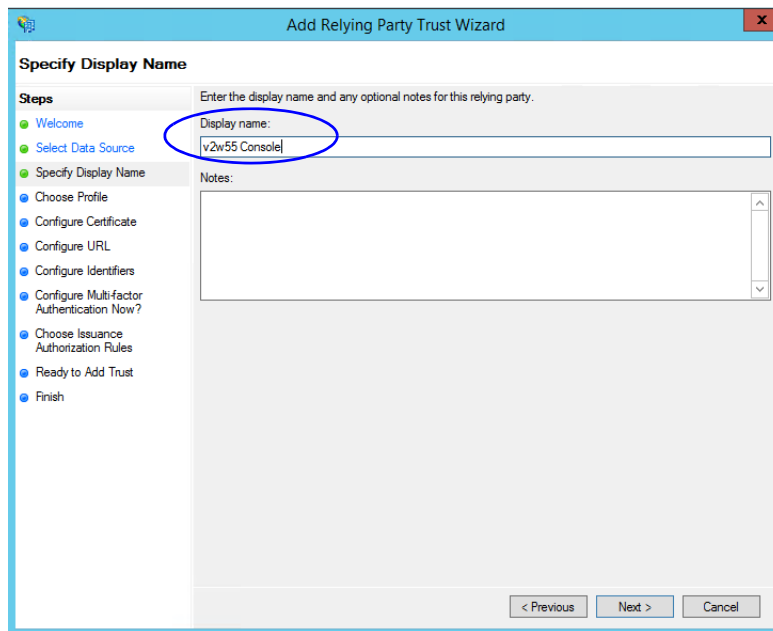 Add Relying Party Trust Wizard
x
Specify Display Name
Steps
Welcome
Select Data Source
Specify Display Name
Choose Profile
Configure Certificate
Configure URL
Configure Identifiers
Configure Multi-factor
Authentication Now?
Choose Issuance
Authorization Rules
Ready to Add Trust
Finish
Enter the display name and any optional notes for this relying party.
Display name:
v2w55 Console
Notes:
< Previous
Next >
Cancel